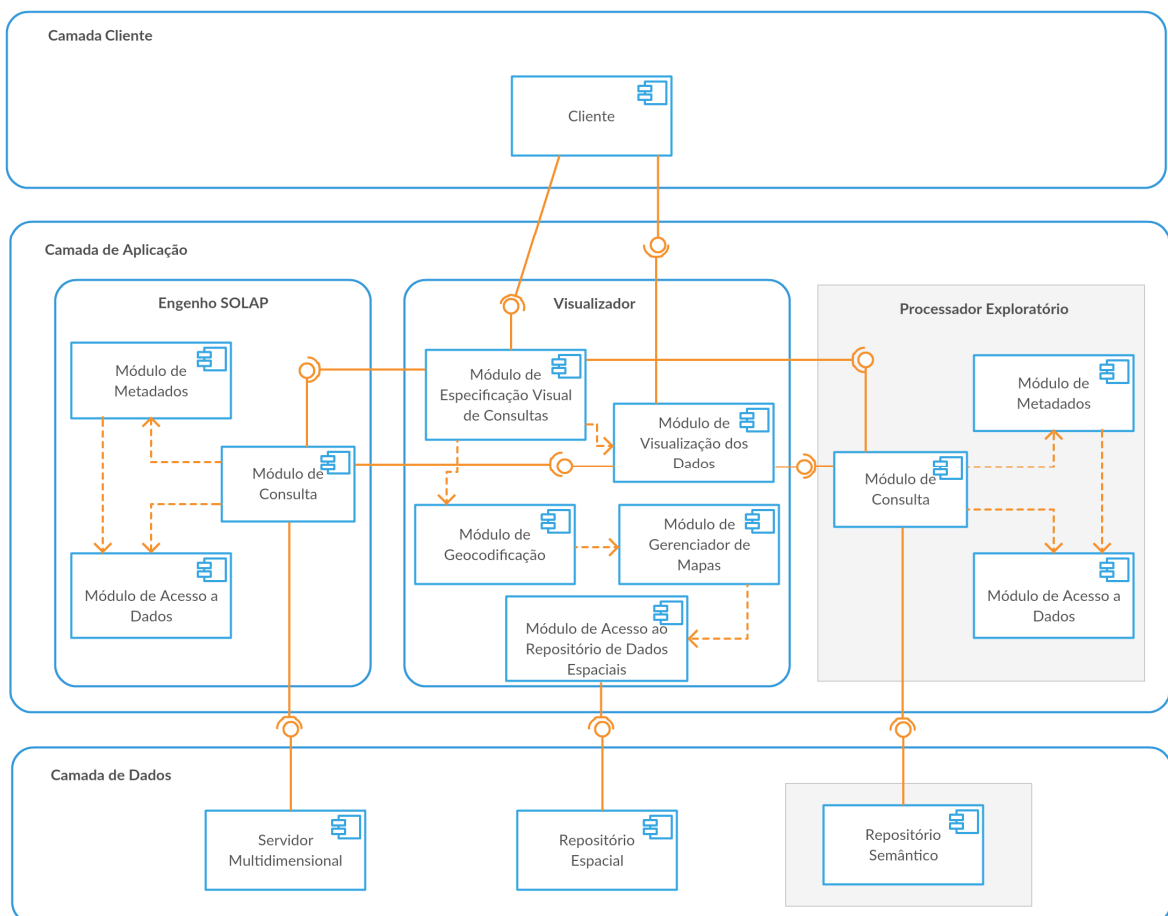 Camada Cliente
Cliente
Camada de Aplicação
Engenho SOLAP
Módulo de
Metadados
Módulo de
Consulta
Módulo de Acesso a
Dados
Visualizador
Módulo de
Especificação Visual
de Consultas
Módulo de
Visualização dos
Dados
Módulo de
Geocodificação
Módulo de
Gerenciador de
Mapas
Módulo de Acesso ao
Repositório de Dados
Espaciais
Processador Exploratório
Módulo de
Metadados
Módulo de
Consulta
Módulo de Acesso a
Dados
Camada de Dados
Servidor
Multidimensional
Repositório
Espacial
Repositório
Semântico